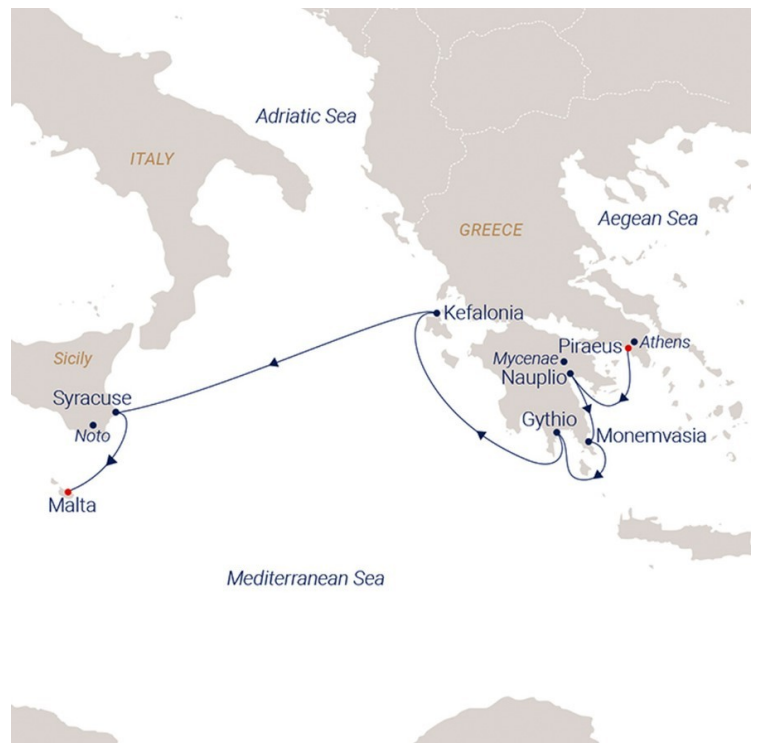 Adriatic Sea
ITALY
Aegean Sea
GREECE
Kefalonia
Piraeus
Athens
Sicily
Mycenae
Nauplio
Syracuse
Gythio
Noto
Monemvasia
Malta
Mediterranean Sea